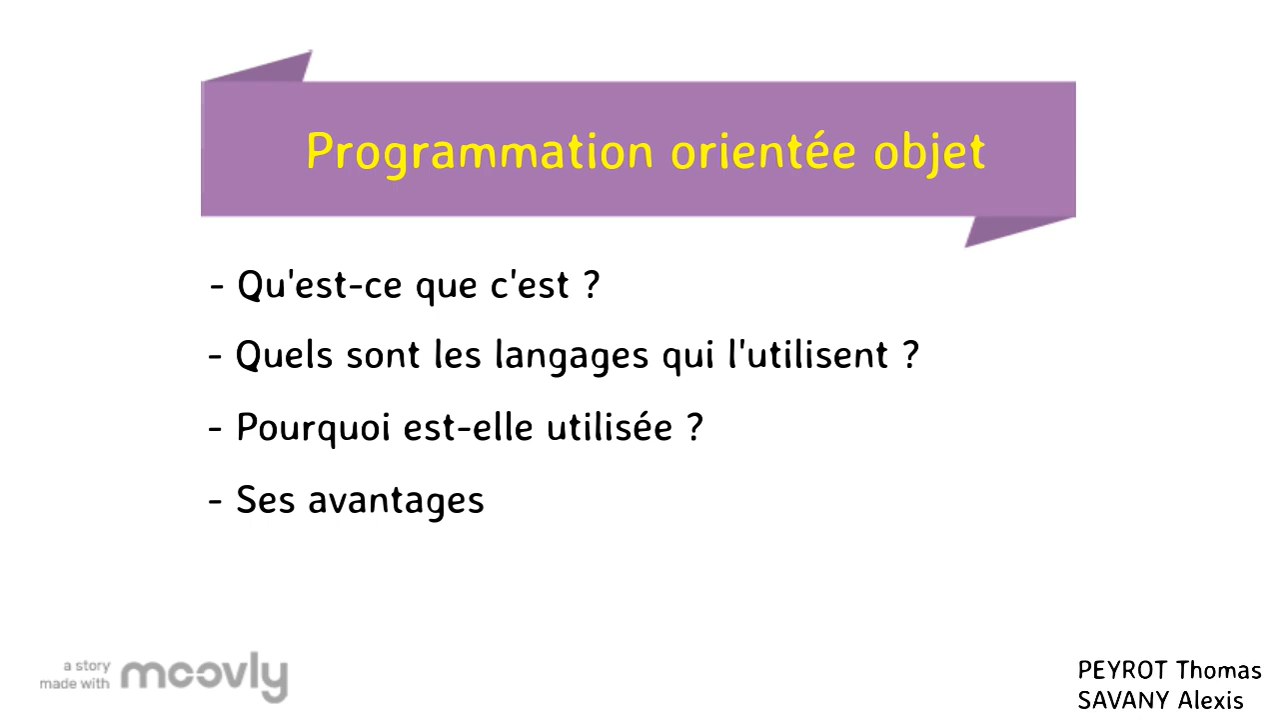 Programmation orientée objet
- Qu'est-ce que c'est ?
- Quels sont les langages qui l'utilisent ?
- Pourquoi est-elle utilisée ?
- Ses avantages
a story
made with moovly
PEYROT Thomas
SAVANY Alexis